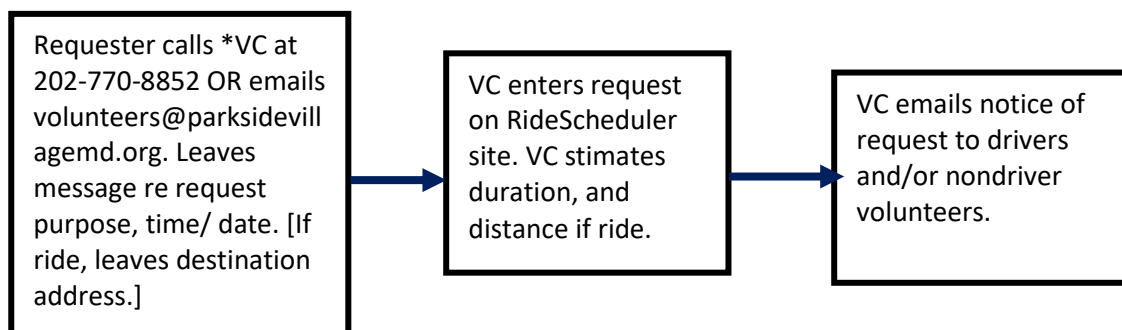 Requester calls *VC at
202-770-8852 OR emails
volunteers@parksidevill
agemd.org. Leaves
message re request
purpose, time/ date. [If
ride, leaves destination
address.]
VC enters request
on RideScheduler
site. VC stimates
duration, and
distance if ride.
VC emails notice of
request to drivers
and/or nondriver
volunteers.